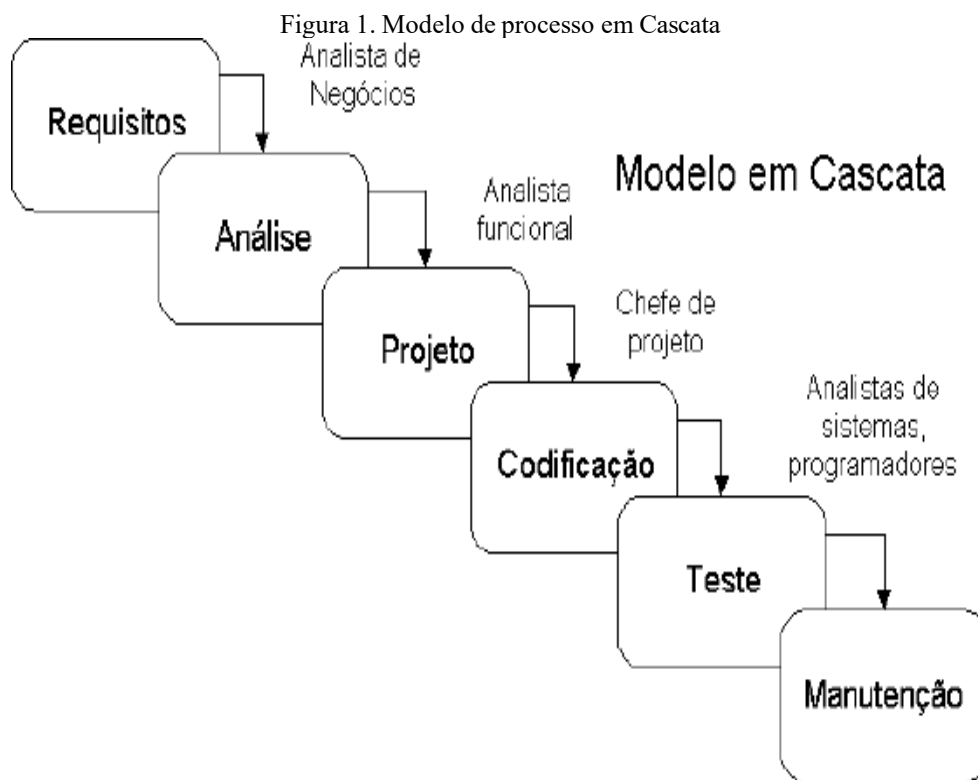 Figura 1. Modelo de processo em Cascata
Analista de
Negócios
Requisitos
Modelo em Cascata
Analista
funcional
Análise
Chefe de
projeto
Projeto
Analistas de
sistemas,
programadores
Codificação
Teste
Manutenção